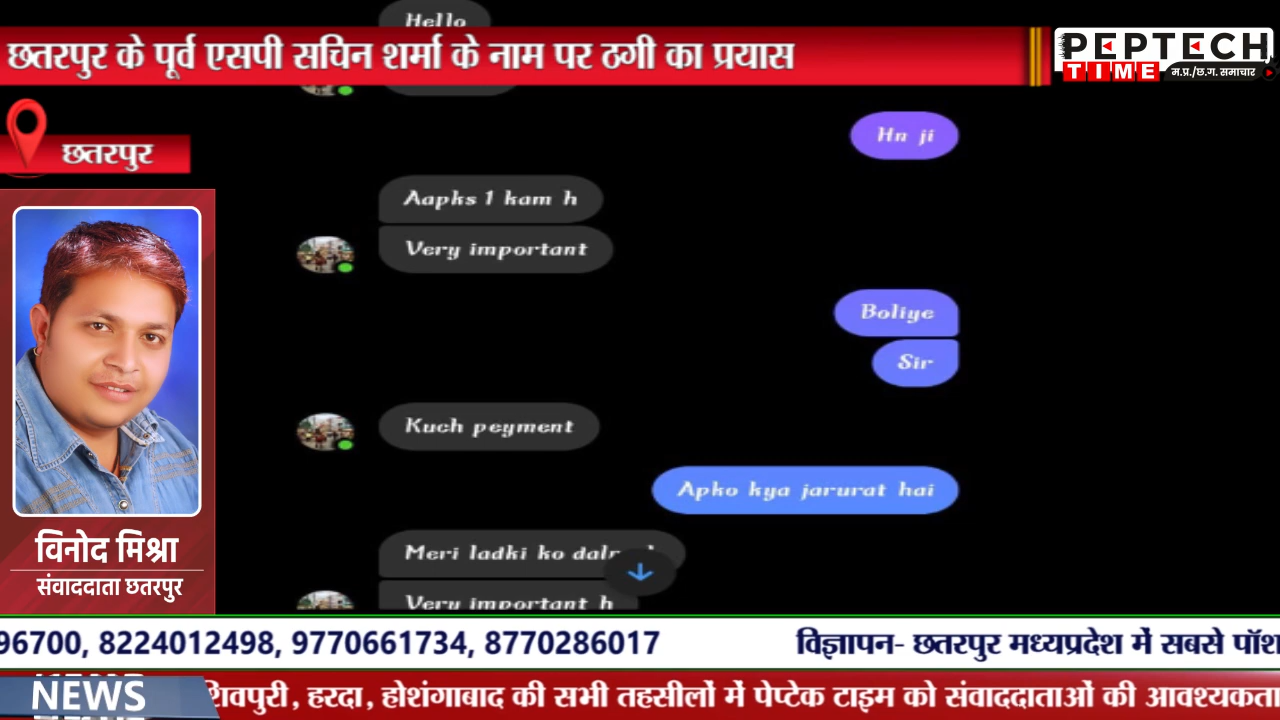 Hello
छतरपुर के पूर्व एसपी सचिन शर्मा के नाम पर ठगी का प्रयास
PEPTECH
TIME म.प्र./छ.ग. समाचार
छतरपुर
Hn ji
Aapks 1 kam h
Very important
Boliye
Sir
Kuch peyment
Apko kya jarurat hai
Meri ladki ko
Very important h
विनोद मिश्रा
संवाददाता छतरपुर
96700, 8224012498, 9770661734, 8770286017 विज्ञापन- छतरपुर मध्यप्रदेश में सबसे पॉश
NEWS शिवपुरी, हरदा, होशंगाबाद की सभी तहसीलों में पेप्टेक टाइम को संवाददाताओं की आवश्यकता